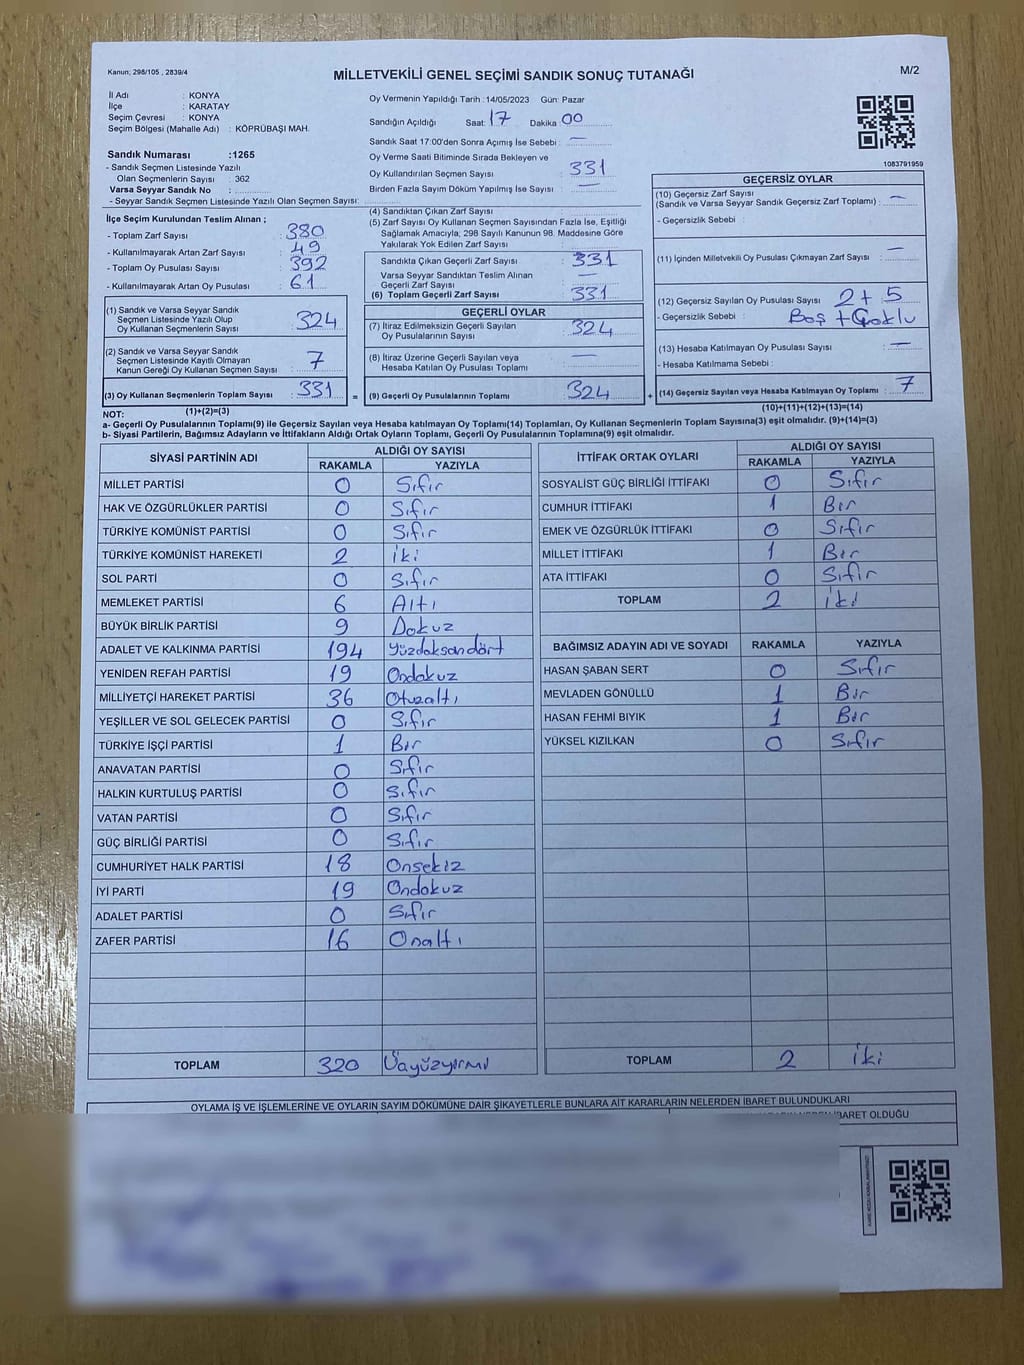 Kanun; 298/105 , 2839/4
MİLLETVEKİLİ GENEL SEÇİMİ SANDIK SONUÇ TUTANAĞI
M/2
İl Adı : KONYA
İlçe : KARATAY
Seçim Çevresi : KONYA
Seçim Bölgesi (Mahalle Adı) : KÖPRÜBAŞI MAH.
Sandık Numarası :1265
- Sandık Seçmen Listesinde Yazılı
Olan Seçmenlerin Sayısı : 362
Varsa Seyyar Sandık No :
- Seyyar Sandık Seçmen Listesinde Yazılı Olan Seçmen Sayısı:
Oy Vermenin Yapıldığı Tarih :14/05/2023 Gün: Pazar
Sandığın Açıldığı Saat: 17 Dakika 00
Sandık Saat 17:00'den Sonra Açımış İse Sebebi : —
Oy Verme Saati Bitiminde Sırada Bekleyen ve
Oy Kullandırılan Seçmen Sayısı : 331
Birden Fazla Sayım Döküm Yapılmış İse Sayısı : —
1083791959
İlçe Seçim Kurulundan Teslim Alınan ;
- Toplam Zarf Sayısı : 380
- Kullanılmayarak Artan Zarf Sayısı : 49
- Toplam Oy Pusulası Sayısı : 392
- Kullanılmayarak Artan Oy Pusulası : 61
(1) Sandık ve Varsa Seyyar Sandık
Seçmen Listesinde Yazılı Olup
Oy Kullanan Seçmenlerin Sayısı : 324
(2) Sandık ve Varsa Seyyar Sandık
Seçmen Listesinde Kayıtlı Olmayan
Kanun Gereği Oy Kullanan Seçmen Sayısı : 7
(3) Oy Kullanan Seçmenlerin Toplam Sayısı : 331
(4) Sandıktan Çıkan Zarf Sayısı :
(5) Zarf Sayısı Oy Kullanan Seçmen Sayısından Fazla İse, Eşitliği
Sağlamak Amacıyla; 298 Sayılı Kanunun 98. Maddesine Göre
Yakılarak Yok Edilen Zarf Sayısı :
Sandıkta Çıkan Geçerli Zarf Sayısı : 331
Varsa Seyyar Sandıktan Teslim Alınan
Geçerli Zarf Sayısı : —
(6) Toplam Geçerli Zarf Sayısı : 331
GEÇERLİ OYLAR
(7) İtiraz Edilmeksizin Geçerli Sayılan
Oy Pusulalarının Sayısı : 324
(8) İtiraz Üzerine Geçerli Sayılan veya
Hesaba Katılan Oy Pusulası Toplamı : —
= (9) Geçerli Oy Pusulalarının Toplamı : 324
GEÇERSİZ OYLAR
(10) Geçersiz Zarf Sayısı
(Sandık ve Varsa Seyyar Sandık Geçersiz Zarf Toplamı) : —
- Geçersizlik Sebebi :
(11) İçinden Milletvekili Oy Pusulası Çıkmayan Zarf Sayısı : —
(12) Geçersiz Sayılan Oy Pusulası Sayısı : 2 + 5
- Geçersizlik Sebebi : Boş + Çoklu
(13) Hesaba Katılmayan Oy Pusulası Sayısı : —
- Hesaba Katılmama Sebebi :
+ (14) Geçersiz Sayılan veya Hesaba Katılmayan Oy Toplamı : 7
NOT: (1)+(2)=(3)
(10)+(11)+(12)+(13)=(14)
a- Geçerli Oy Pusulalarının Toplamı(9) ile Geçersiz Sayılan veya Hesaba Katılmayan Oy Toplamı(14) Toplamları, Oy Kullanan Seçmenlerin Toplam Sayısına(3) eşit olmalıdır. (9)+(14)=(3)
b- Siyasi Partilerin, Bağımsız Adayların ve İttifakların Aldığı Ortak Oyların Toplamı, Geçerli Oy Pusulalarının Toplamına(9) eşit olmalıdır.
SİYASİ PARTİNİN ADI ALDIĞI OY SAYISI
RAKAMLA YAZIYLA
MİLLET PARTİSİ 0 Sıfır
HAK VE ÖZGÜRLÜKLER PARTİSİ 0 Sıfır
TÜRKİYE KOMÜNİST PARTİSİ 0 Sıfır
TÜRKİYE KOMÜNİST HAREKETİ 2 iki
SOL PARTİ 0 Sıfır
MEMLEKET PARTİSİ 6 Altı
BÜYÜK BİRLİK PARTİSİ 9 Dokuz
ADALET VE KALKINMA PARTİSİ 194 Yüzdoksandört
YENİDEN REFAH PARTİSİ 19 Ondokuz
MİLLİYETÇİ HAREKET PARTİSİ 36 Otuzaltı
YEŞİLLER VE SOL GELECEK PARTİSİ 0 Sıfır
TÜRKİYE İŞÇİ PARTİSİ 1 Bir
ANAVATAN PARTİSİ 0 Sıfır
HALKIN KURTULUŞ PARTİSİ 0 Sıfır
VATAN PARTİSİ 0 Sıfır
GÜÇ BİRLİĞİ PARTİSİ 0 Sıfır
CUMHURİYET HALK PARTİSİ 18 Onsekiz
İYİ PARTİ 19 Ondokuz
ADALET PARTİSİ 0 Sıfır
ZAFER PARTİSİ 16 Onaltı
TOPLAM 320 Üçyüzyirmi
İTTİFAK ORTAK OYLARI ALDIĞI OY SAYISI
RAKAMLA YAZIYLA
SOSYALİST GÜÇ BİRLİĞİ İTTİFAKI 0 Sıfır
CUMHUR İTTİFAKI 1 Bir
EMEK VE ÖZGÜRLÜK İTTİFAKI 0 Sıfır
MİLLET İTTİFAKI 1 Bir
ATA İTTİFAKI 0 Sıfır
TOPLAM 2 iki
BAĞIMSIZ ADAYIN ADI VE SOYADI RAKAMLA YAZIYLA
HASAN ŞABAN SERT 0 Sıfır
MEVLADEN GÖNÜLLÜ 1 Bir
HASAN FEHMI BIYIK 1 Bir
YÜKSEL KIZILKAN 0 Sıfır
TOPLAM 2 iki
OYLAMA İŞ VE İŞLEMLERİNE VE OYLARIN SAYIM DÖKÜMÜNE DAİR ŞİKAYETLERLE BUNLARA AİT KARARLARIN NELERDEN İBARET BULUNDUKLARI
İBARET OLDUĞU